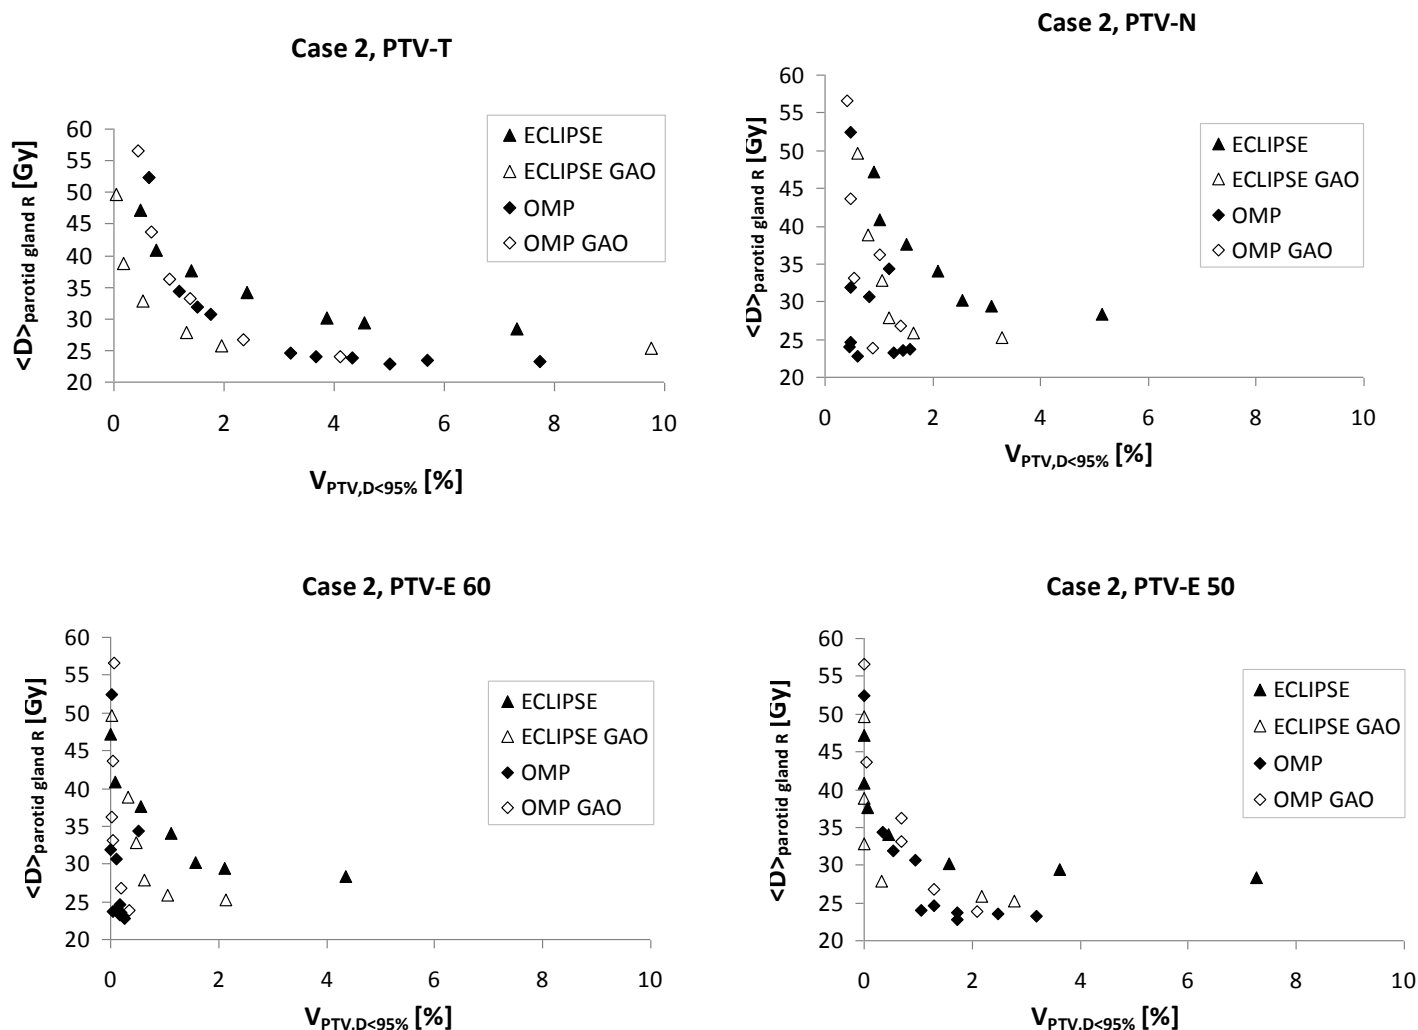 Case 2, PTV-T
<D>parotid gland R [Gy]
60
55
50
45
40
35
30
25
20
0 2 4 6 8 10
VPTV,D<95% [%]
ECLIPSE
ECLIPSE GAO
OMP
OMP GAO
Case 2, PTV-N
<D>parotid gland R [Gy]
60
55
50
45
40
35
30
25
20
0 2 4 6 8 10
VPTV,D<95% [%]
ECLIPSE
ECLIPSE GAO
OMP
OMP GAO
Case 2, PTV-E 60
<D>parotid gland R [Gy]
60
55
50
45
40
35
30
25
20
0 2 4 6 8 10
VPTV,D<95% [%]
ECLIPSE
ECLIPSE GAO
OMP
OMP GAO
Case 2, PTV-E 50
<D>parotid gland R [Gy]
60
55
50
45
40
35
30
25
20
0 2 4 6 8 10
VPTV,D<95% [%]
ECLIPSE
ECLIPSE GAO
OMP
OMP GAO